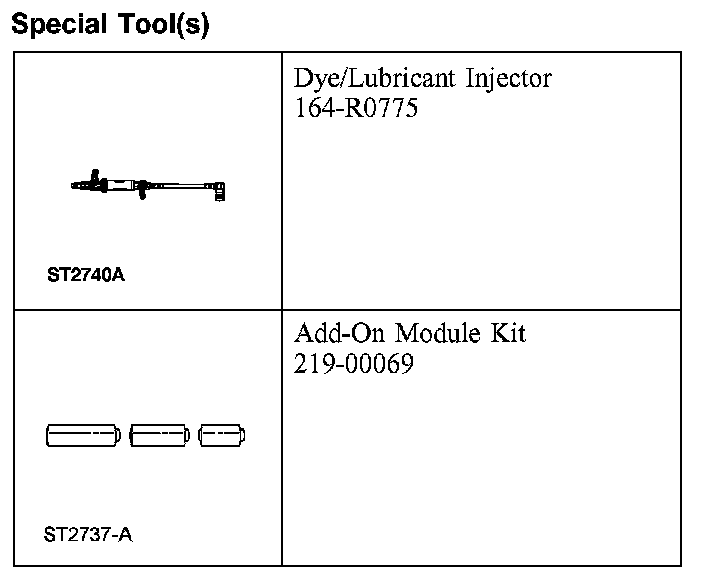 Special Tool(s)
Dye/Lubricant Injector
164-R0775
ST2740A
Add-On Module Kit
219-00069
ST2737-A